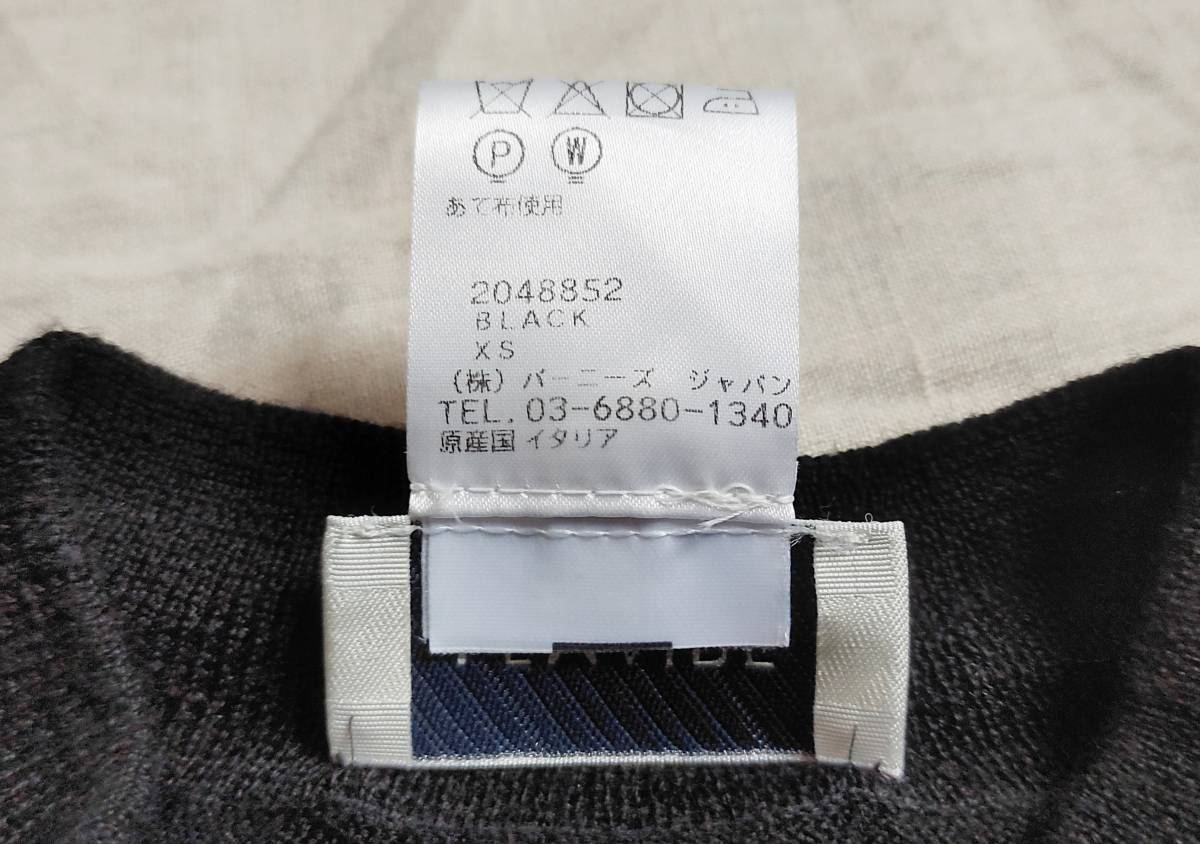 P W
あて布使用
2048852
BLACK
XS
(株) バーニーズ ジャパン
TEL. 03-6880-1340
原産国 イタリア